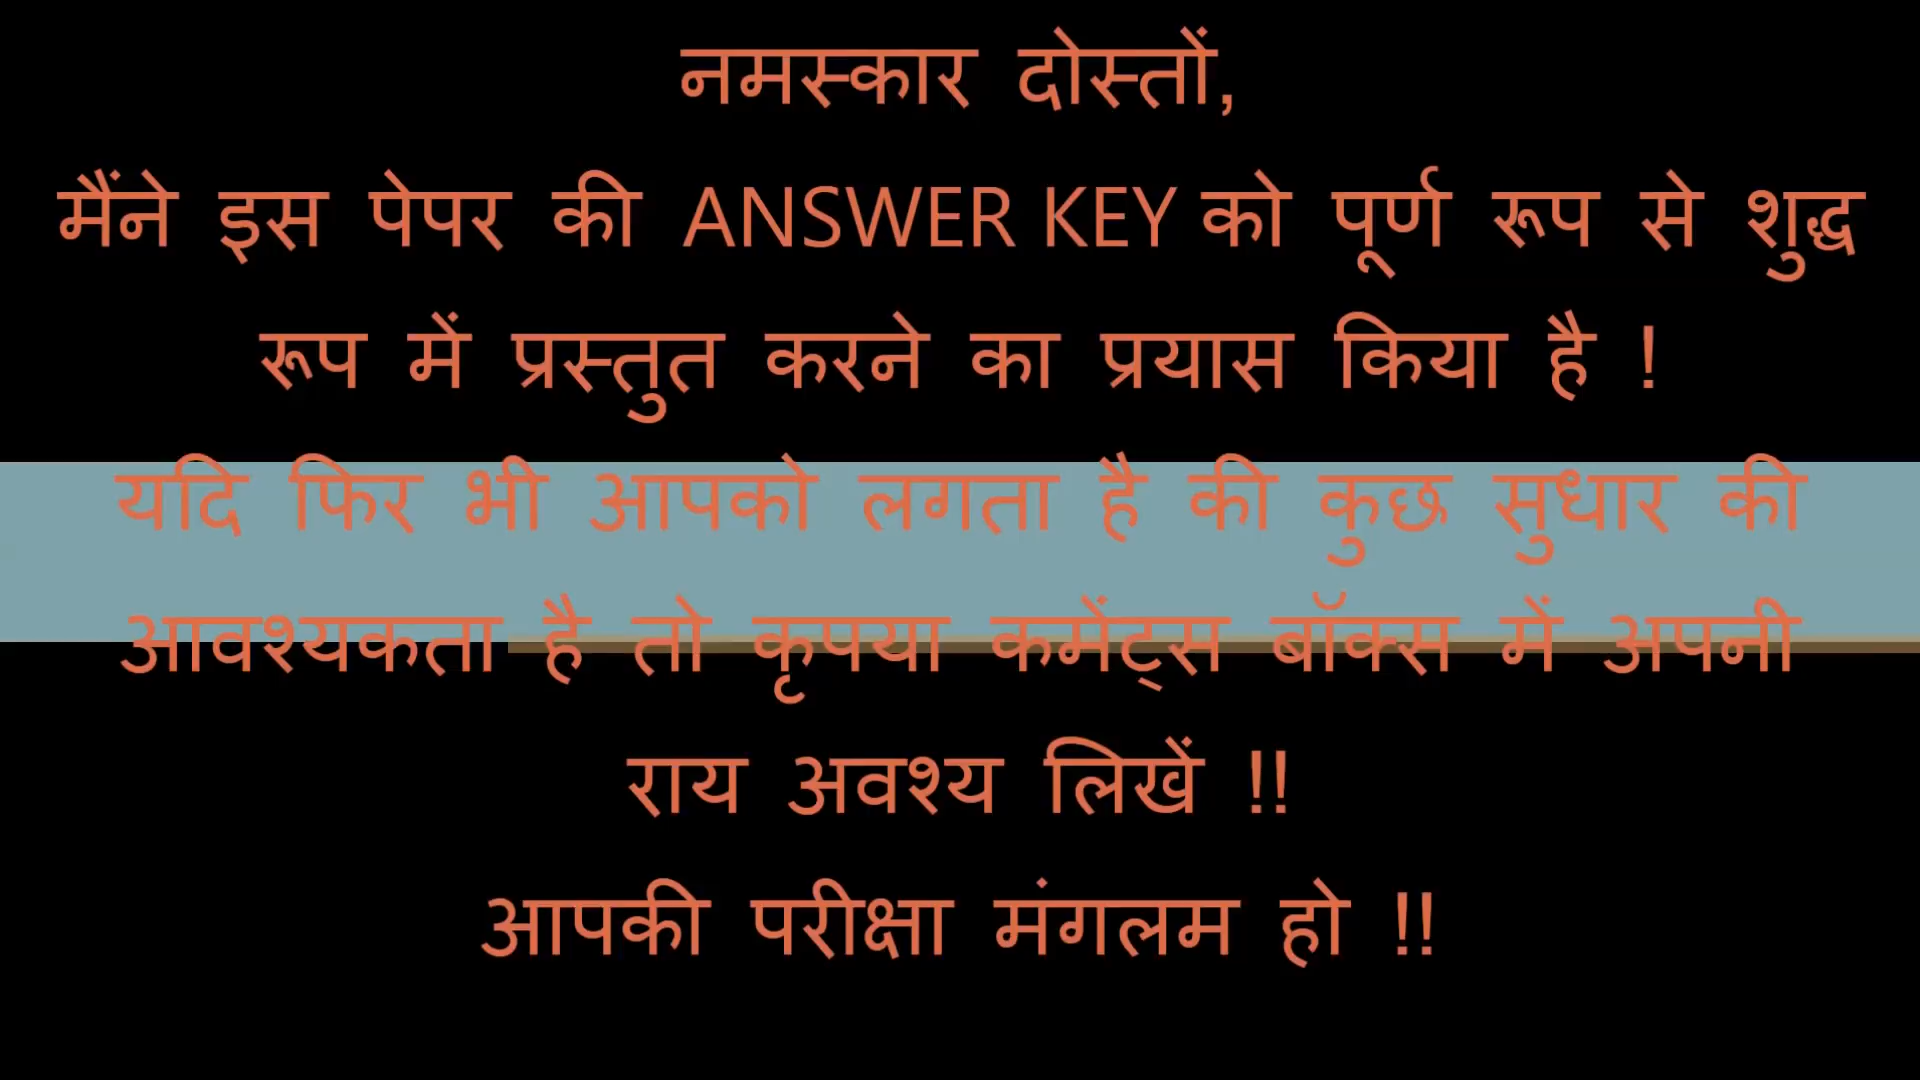 नमस्कार दोस्तों,
मैंने इस पेपर की ANSWER KEY को पूर्ण रूप से शुद्ध
रूप में प्रस्तुत करने का प्रयास किया है !
यदि फिर भी आपको लगता है की कुछ सुधार की
आवश्यकता है तो कृपया कमेंट्स बॉक्स में अपनी
राय अवश्य लिखें !!
आपकी परीक्षा मंगलम हो !!